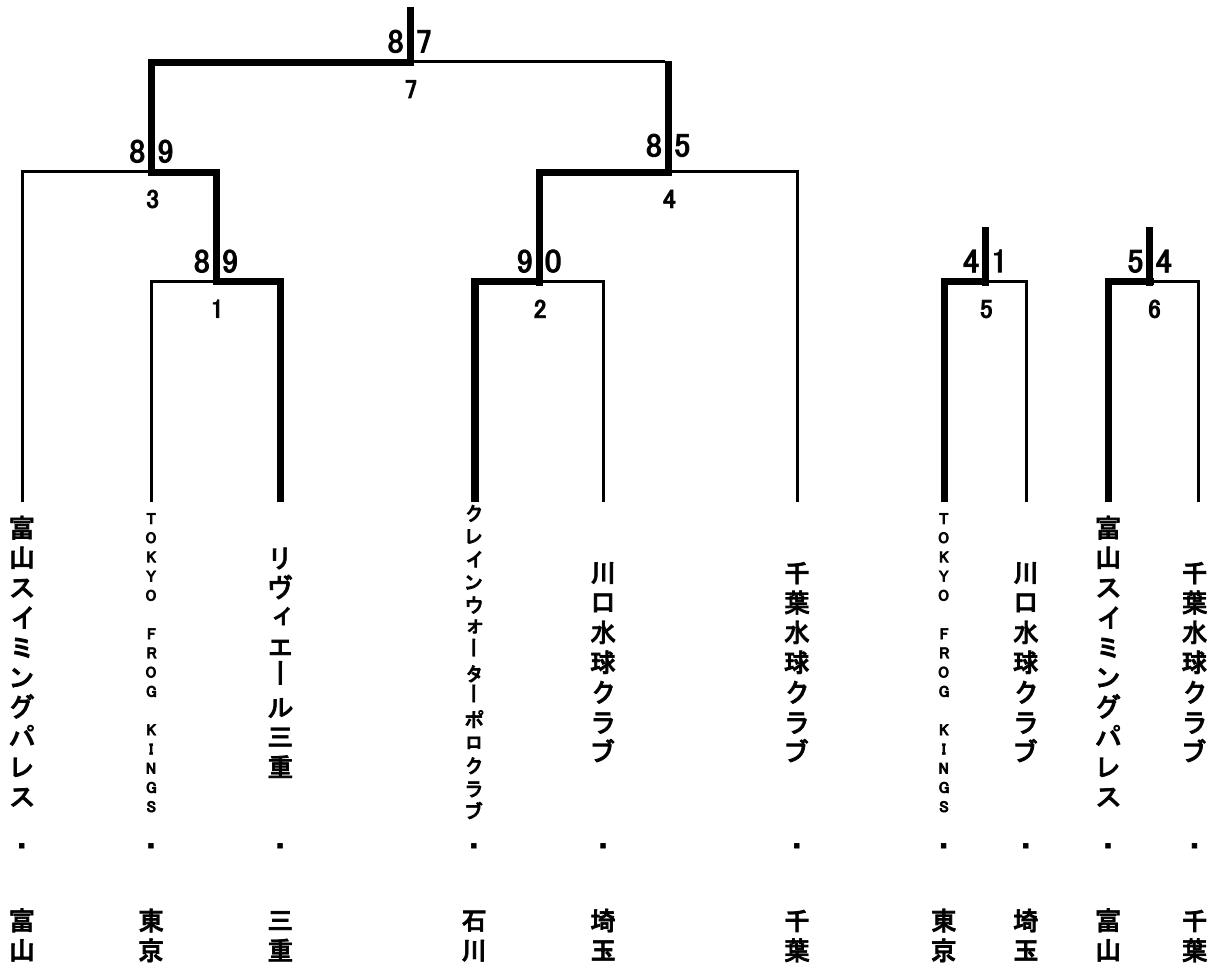 8 7
7
8 9
3
8 5
4
8 9
1
9 0
2
4 1
5
5 4
6
富山スイミングパレス ・ 富山
TOKYO FROG KINGS ・ 東京
リヴィエール三重 ・ 三重
クレインウォーターポロクラブ ・ 石川
川口水球クラブ ・ 埼玉
千葉水球クラブ ・ 千葉
TOKYO FROG KINGS ・ 東京
川口水球クラブ ・ 埼玉
富山スイミングパレス ・ 富山
千葉水球クラブ ・ 千葉